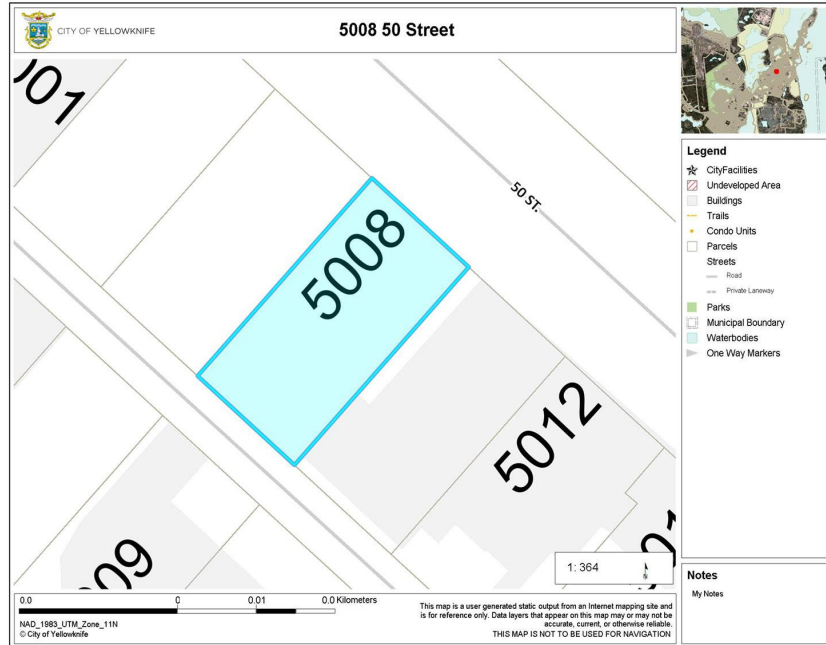 CITY OF YELLOWKNIFE
5008 50 Street
001
5008
50 ST.
5012
009
501
1: 364
N
Legend
CityFacilities
Undeveloped Area
Buildings
Trails
Condo Units
Parcels
Streets
Road
Private Laneway
Parks
Municipal Boundary
Waterbodies
One Way Markers
Notes
My Notes
0.0 0 0.01 0.0 Kilometers
NAD_1983_UTM_Zone_11N
© City of Yellowknife
This map is a user generated static output from an Internet mapping site and
is for reference only. Data layers that appear on this map may or may not be
accurate, current, or otherwise reliable.
THIS MAP IS NOT TO BE USED FOR NAVIGATION